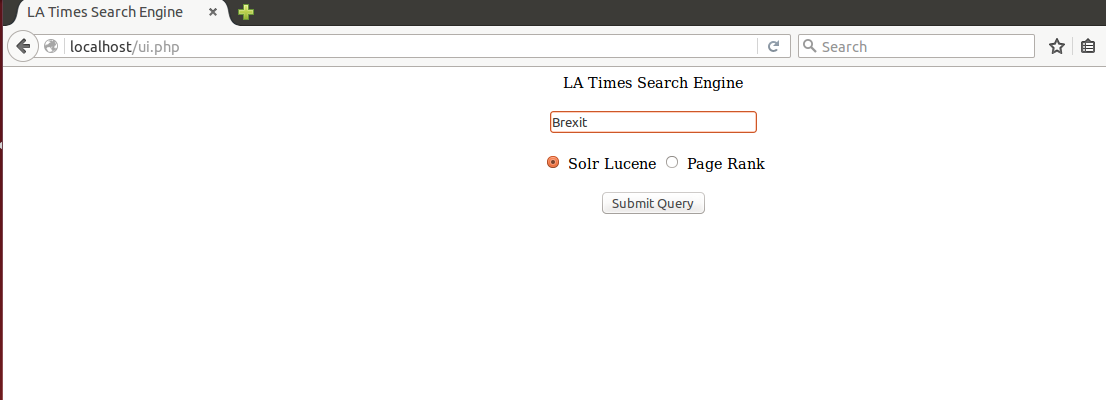 LA Times Search Engine
localhost/ui.php
Search
LA Times Search Engine
Brexit
Solr Lucene Page Rank
Submit Query